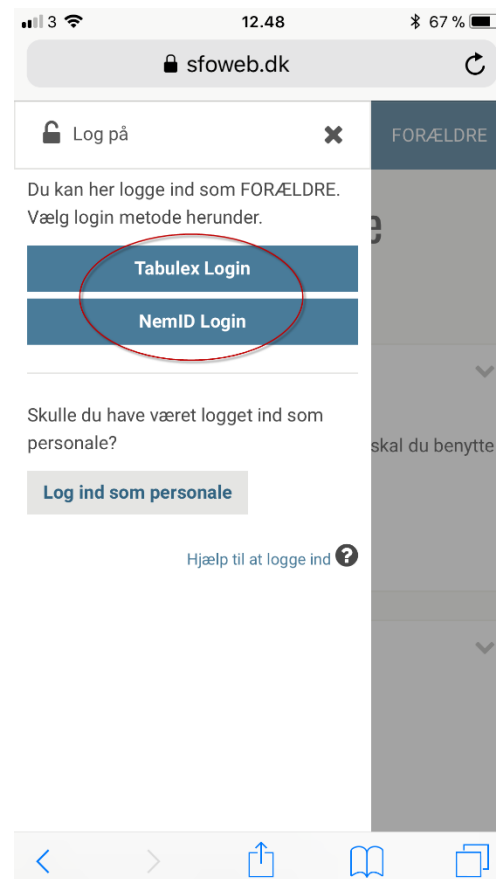 3 12.48 67 %
sfoweb.dk
Log på
FORÆLDRE
Du kan her logge ind som FORÆLDRE.
Vælg login metode herunder.
e
Tabulex Login
NemID Login
Skulle du have været logget ind som
personale?
skal du benytte
Log ind som personale
Hjælp til at logge ind ?